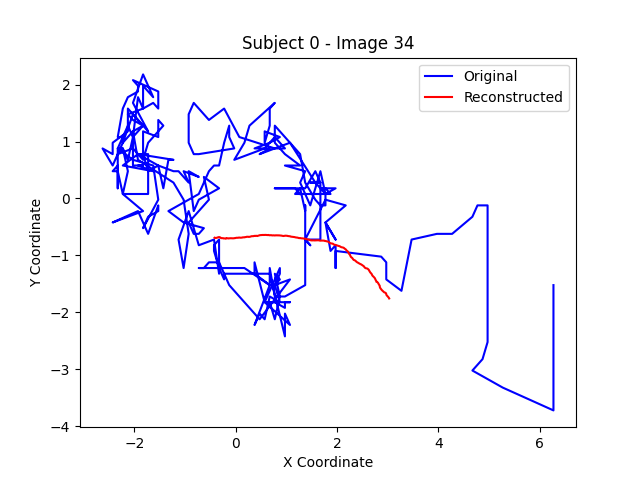 Subject 0 - Image 34
Original
Reconstructed
2
1
0
−1
−2
−3
−4
Y Coordinate
−2
0
2
4
6
X Coordinate